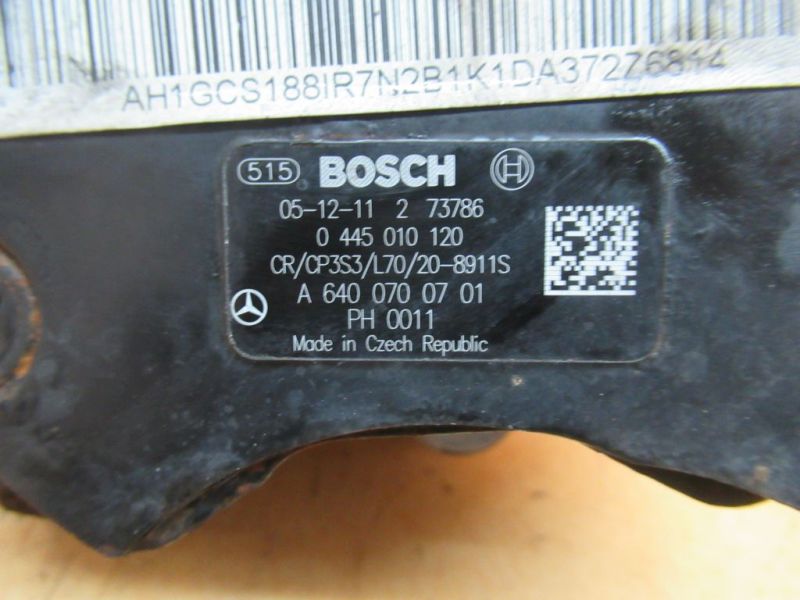 AH1GCS188IR7N2B1K1DA37276814
515 BOSCH
05-12-11 2 73786
0 445 010 120
CR/CP3S3/L70/20-8911S
A 640 070 07 01
PH 0011
Made in Czech Republic